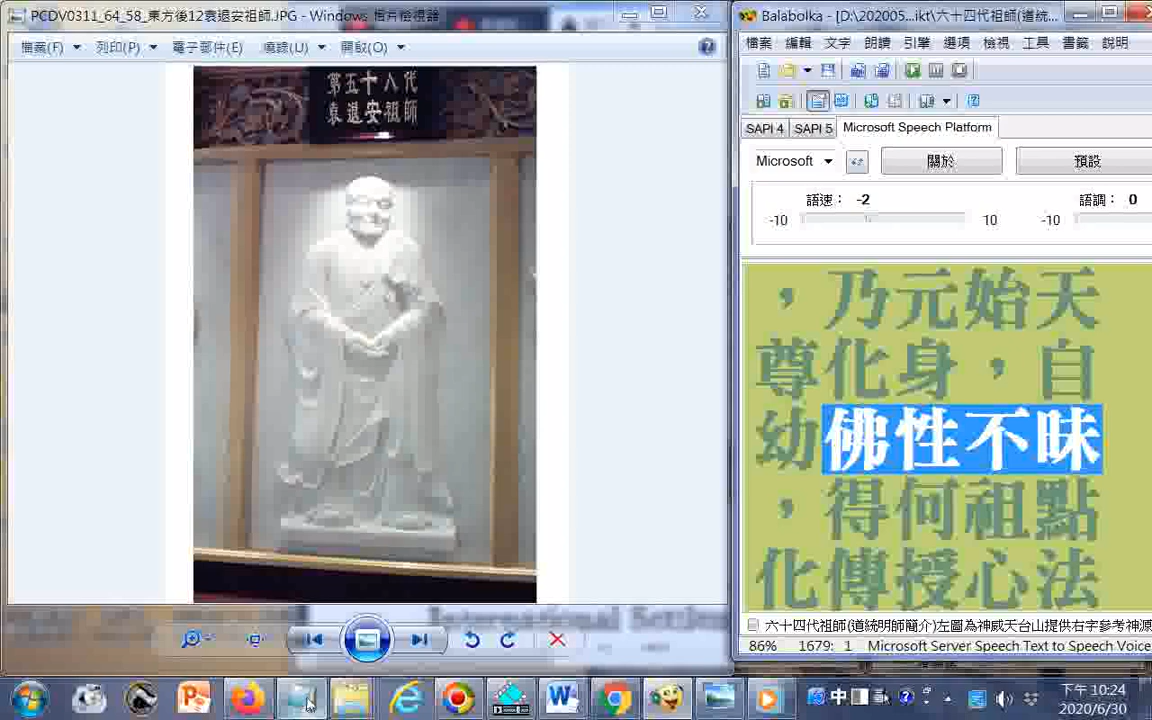 PCDV0311_64_58_東方後12袁退安祖師.JPG - Windows 相片檢視器
檔案(F) 列印(P) 電子郵件(E) 燒錄(U) 開啟(O)
第五十八代
袁退安祖師
Balabolka - [D:\202005...ikt\六十四代祖師(道統...
檔案 編輯 文字 朗讀 引擎 選項 檢視 工具 書籤 說明
SAPI 4 SAPI 5 Microsoft Speech Platform
Microsoft 關於 預設
語速： -2 語調： 0
-10 10 -10
，乃元始天
尊化身，自
幼佛性不昧
，得何祖點
化傳授心法
六十四代祖師(道統明師簡介)左圖為神威天台山提供右字參考神源
86% 1679: 1 Microsoft Server Speech Text to Speech Voice
International
中
下午 10:24
2020/6/30